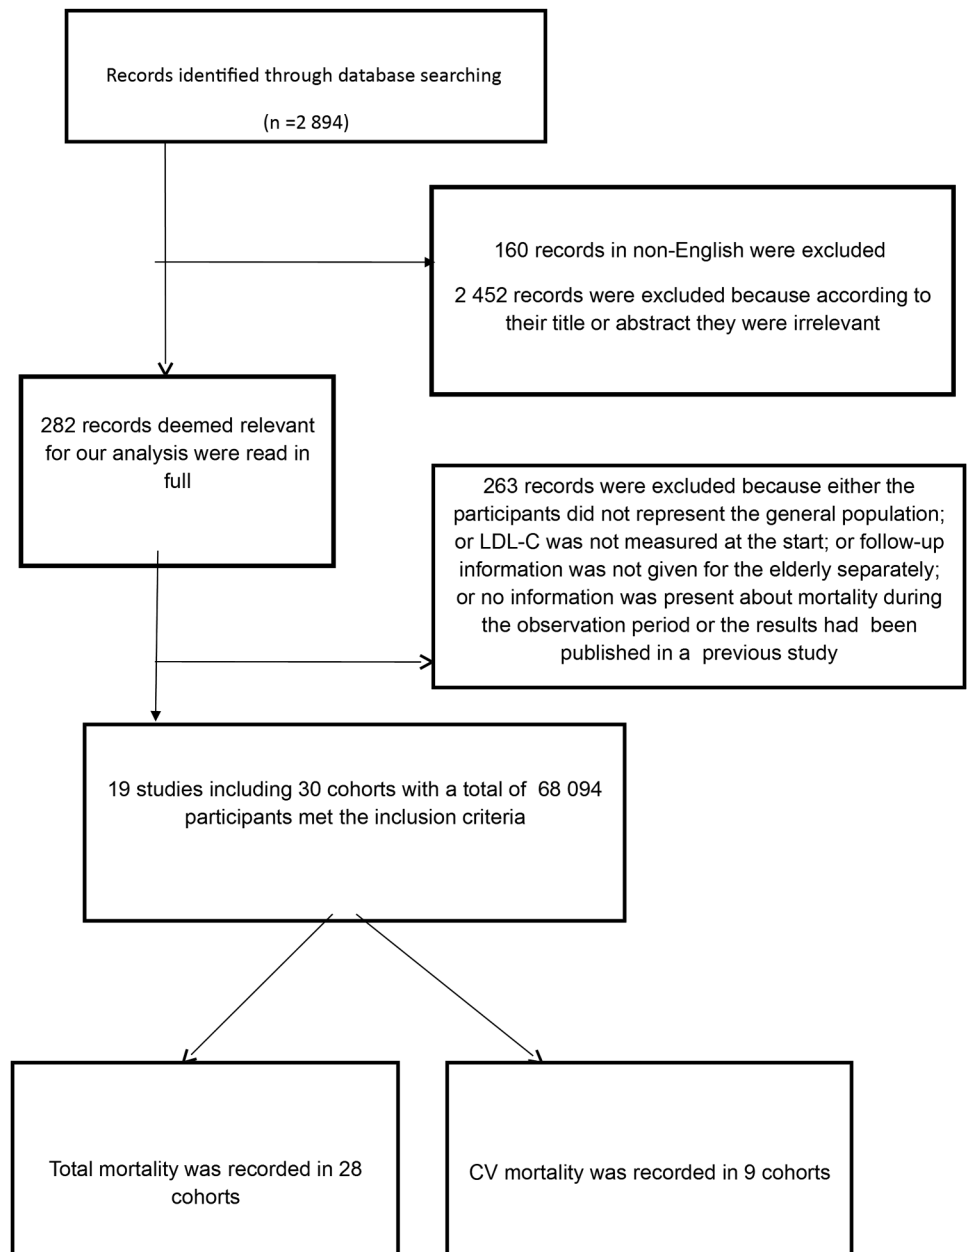 Records identified through database searching
(n =2 894)
160 records in non-English were excluded
2 452 records were excluded because according to
their title or abstract they were irrelevant
282 records deemed relevant
for our analysis were read in
full
263 records were excluded because either the
participants did not represent the general population;
or LDL-C was not measured at the start; or follow-up
information was not given for the elderly separately;
or no information was present about mortality during
the observation period or the results had been
published in a previous study
19 studies including 30 cohorts with a total of 68 094
participants met the inclusion criteria
Total mortality was recorded in 28
cohorts
CV mortality was recorded in 9 cohorts